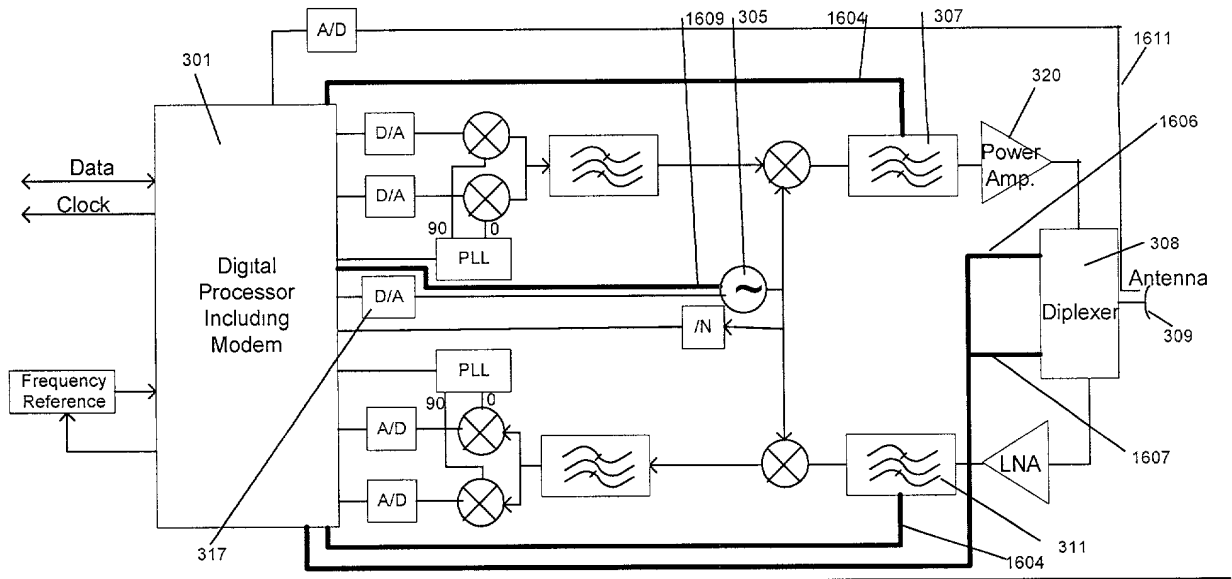 1609 305 1604 307
A/D
1611
301
320
1606
D/A
Power
Amp.
Data
D/A
Clock
90 0
PLL
308
Digital
Processor
Including
Modem
Antenna
D/A
Diplexer
/N
309
PLL
Frequency
Reference
90 0
A/D
LNA
1607
A/D
317
1604
311